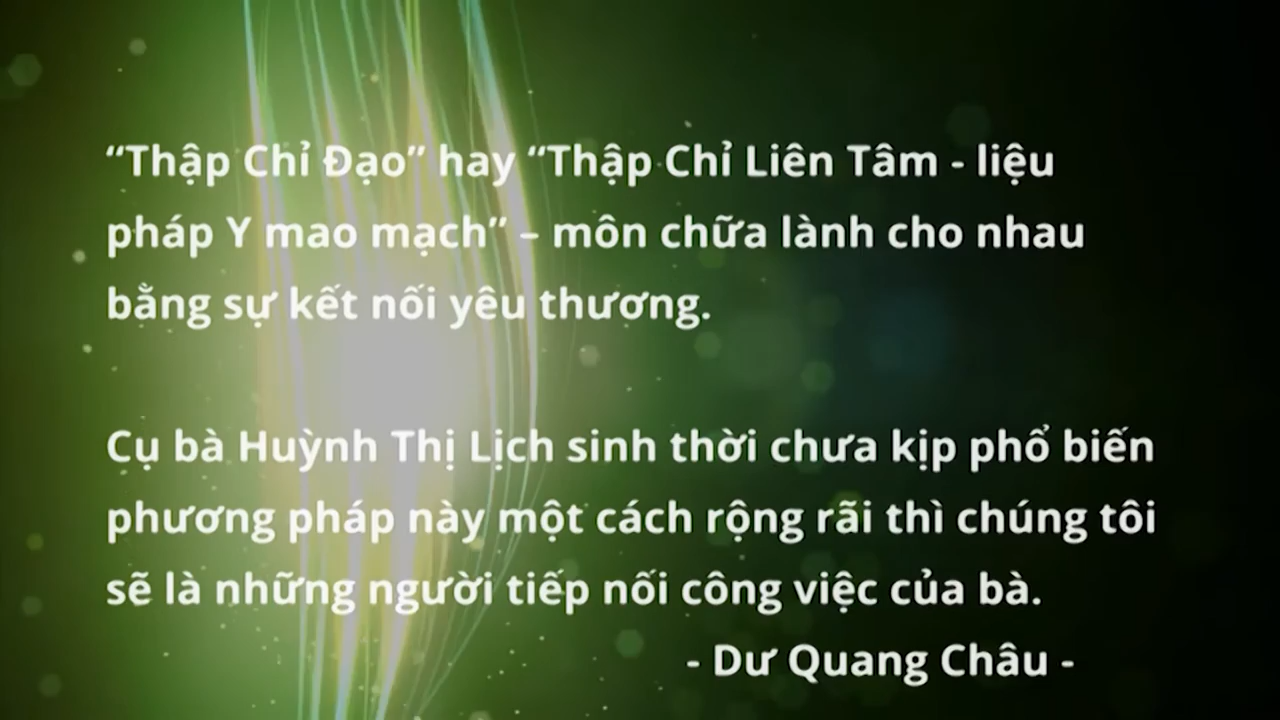 “Thập Chỉ Đạo” hay “Thập Chỉ Liên Tâm - liệu
pháp Y mao mạch” – môn chữa lành cho nhau
bằng sự kết nối yêu thương.
Cụ bà Huỳnh Thị Lịch sinh thời chưa kịp phổ biến
phương pháp này một cách rộng rãi thì chúng tôi
sẽ là những người tiếp nối công việc của bà.
- Dư Quang Châu -